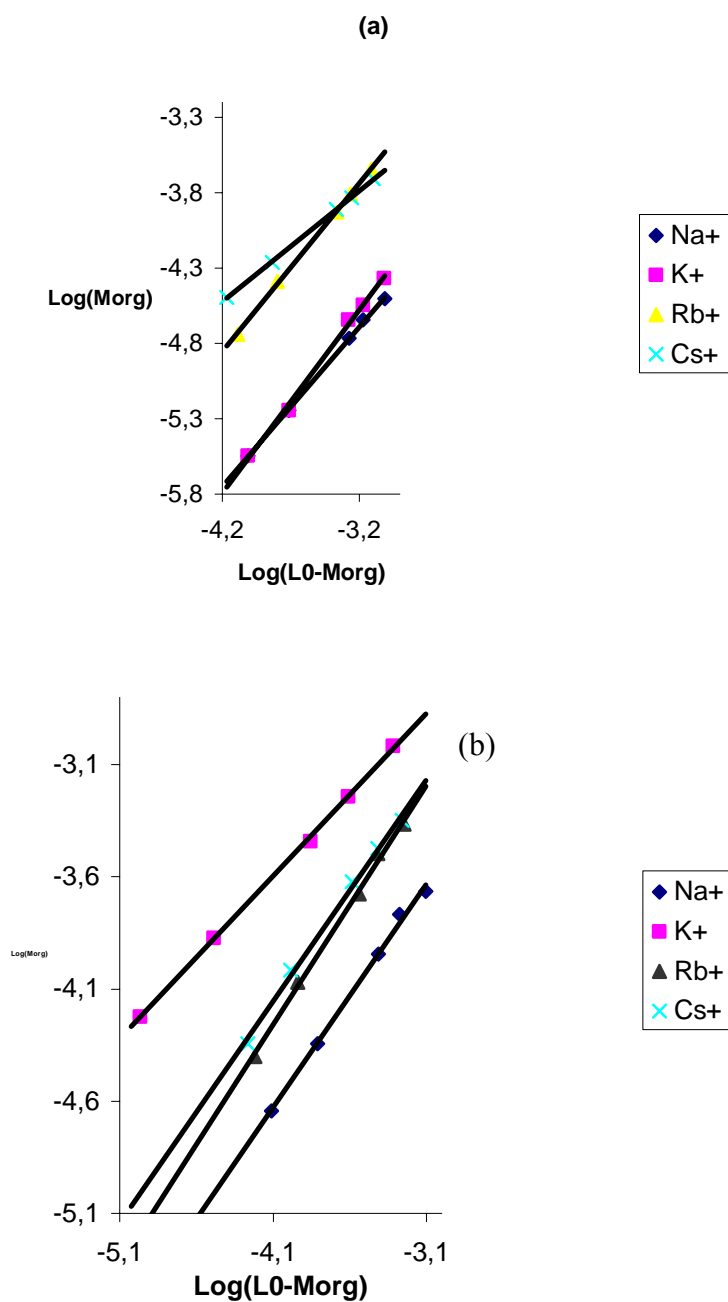 (a)
-3,3
-3,8
-4,3
-4,8
-5,3
-5,8
Log(Morg)
-4,2 -3,2
Log(L0-Morg)
Na+
K+
Rb+
Cs+
(b)
-3,1
-3,6
-4,1
-4,6
-5,1
Log(Morg)
-5,1 -4,1 -3,1
Log(L0-Morg)
Na+
K+
Rb+
Cs+